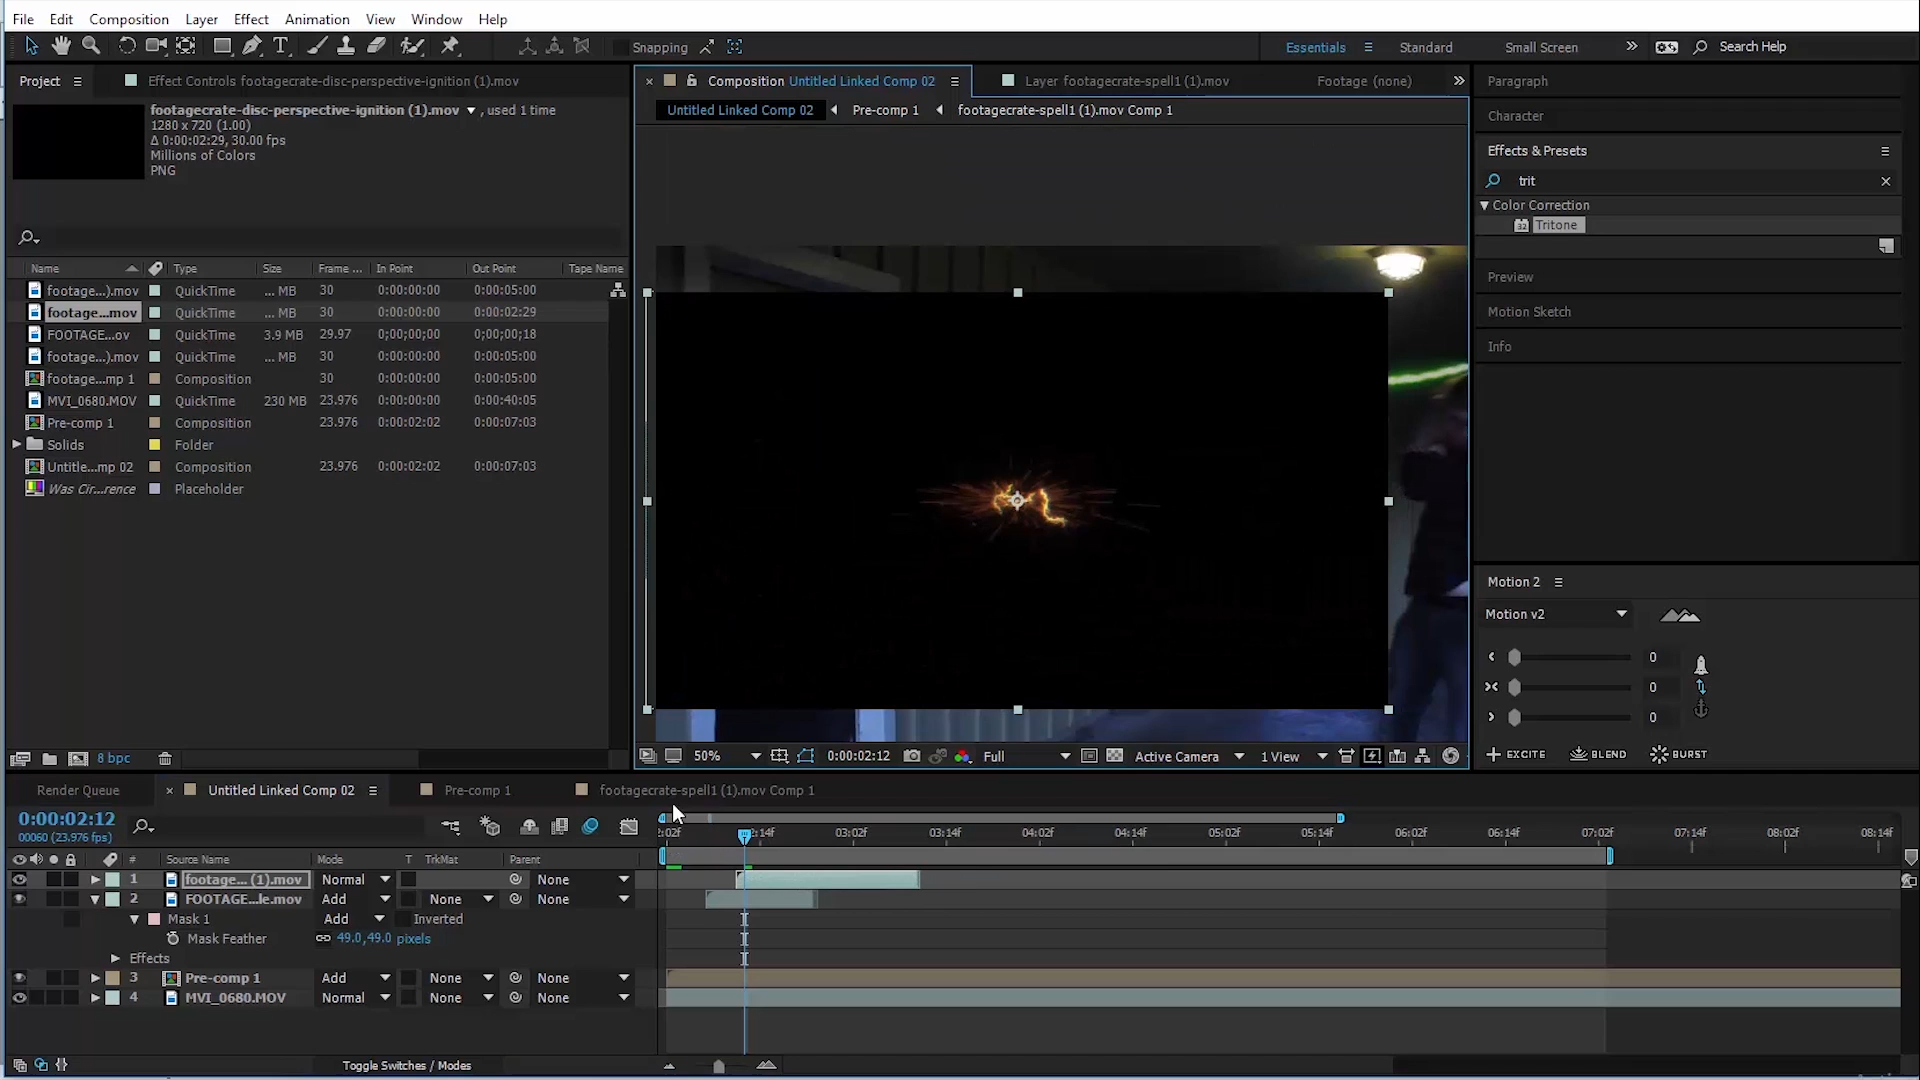 File Edit Composition Layer Effect Animation View Window Help
Snapping Essentials Standard Small Screen Search Help
Project Effect Controls footagecrate-disc-perspective-ignition (1).mov
footagecrate-disc-perspective-ignition (1).mov , used 1 time
1280 x 720 (1.00)
Δ 0:00:02:29, 30.00 fps
Millions of Colors
PNG
Name Type Size Frame ... In Point Out Point Tape Name
footage...).mov QuickTime ... MB 30 0:00:00:00 0:00:05:00
footage...mov QuickTime ... MB 30 0:00:00:00 0:00:02:29
FOOTAGE...ov QuickTime 3.9 MB 29.97 0;00;00;00 0;00;00;18
footage...).mov QuickTime ... MB 30 0:00:00:00 0:00:05:00
footage...mp 1 Composition 30 0:00:00:00 0:00:05:00
MVI_0680.MOV QuickTime 230 MB 23.976 0:00:00:00 0:00:40:05
Pre-comp 1 Composition 23.976 0:00:02:02 0:00:07:03
Solids Folder
Untitle...mp 02 Composition 23.976 0:00:02:02 0:00:07:03
Was Cir...rence Placeholder
8 bpc
Composition Untitled Linked Comp 02 Layer footagecrate-spell1 (1).mov Footage (none)
Untitled Linked Comp 02 Pre-comp 1 footagecrate-spell1 (1).mov Comp 1
50% 0:00:02:12 Full Active Camera 1 View
Paragraph
Character
Effects & Presets
trit
Color Correction
32 Tritone
Preview
Motion Sketch
Info
Motion 2
Motion v2
0
0
0
EXCITE BLEND BURST
Render Queue Untitled Linked Comp 02 Pre-comp 1 footagecrate-spell1 (1).mov Comp 1
0:00:02:12
00060 (23.976 fps)
:02f 2:14f 03:02f 03:14f 04:02f 04:14f 05:02f 05:14f 06:02f 06:14f 07:02f 07:14f 08:02f 08:14f
# Source Name Mode T TrkMat Parent
1 footage... (1).mov Normal None
2 FOOTAGE...le.mov Add None None
Mask 1 Add Inverted
Mask Feather 49.0,49.0 pixels
Effects
3 Pre-comp 1 Add None None
4 MVI_0680.MOV Normal None None
Toggle Switches / Modes